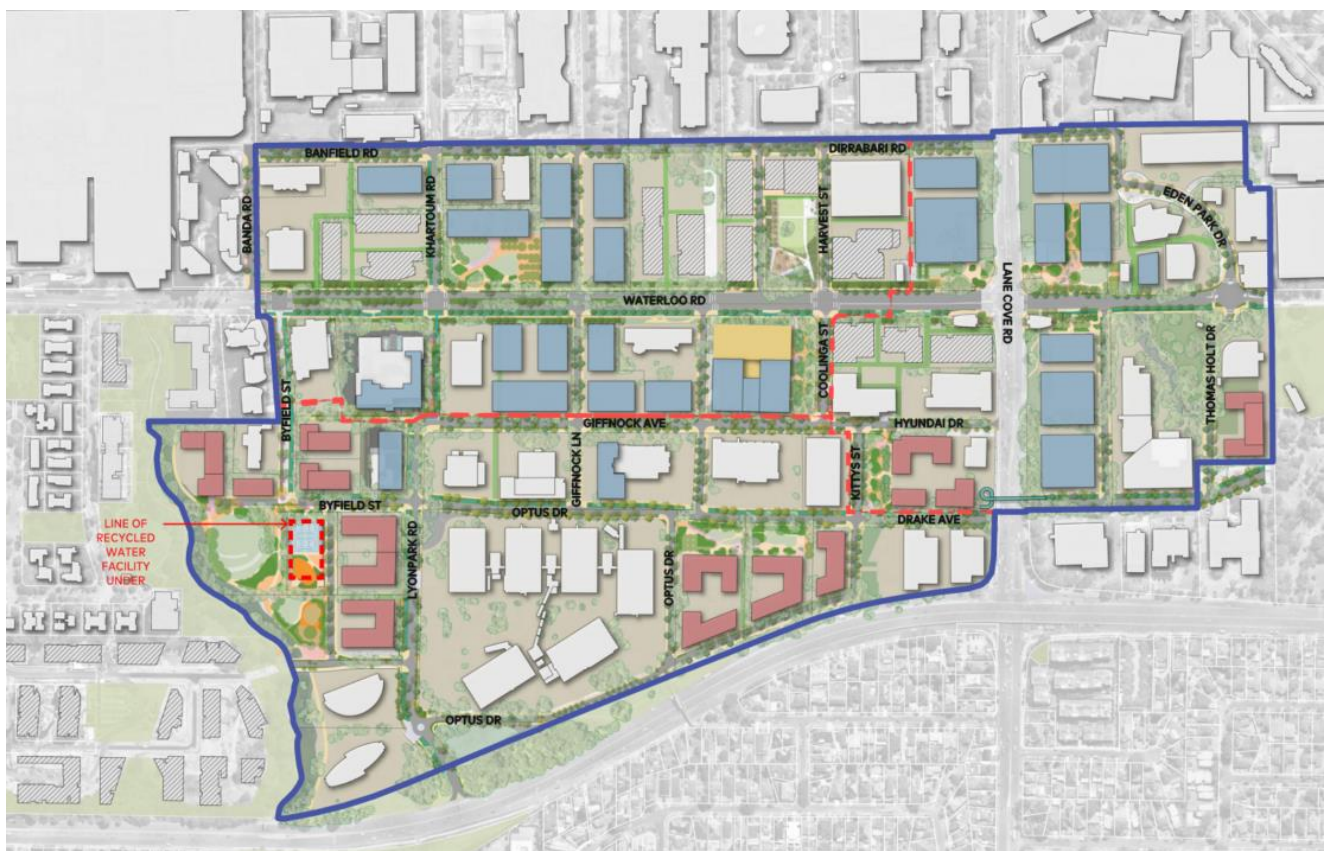 BANFIELD RD
DIRRABARI RD
BANDA RD
KHARTOUM RD
HARVEST ST
EDEN PARK DR
WATERLOO RD
LANE COVE RD
COOLINGA ST
THOMAS HOLT DR
BYFIELD ST
GIFFNOCK AVE
HYUNDAI DR
GIFFNOCK LN
KITTYS ST
BYFIELD ST
OPTUS DR
DRAKE AVE
LINE OF
RECYCLED
WATER
FACILITY
UNDER
LYONPARK RD
OPTUS DR
OPTUS DR